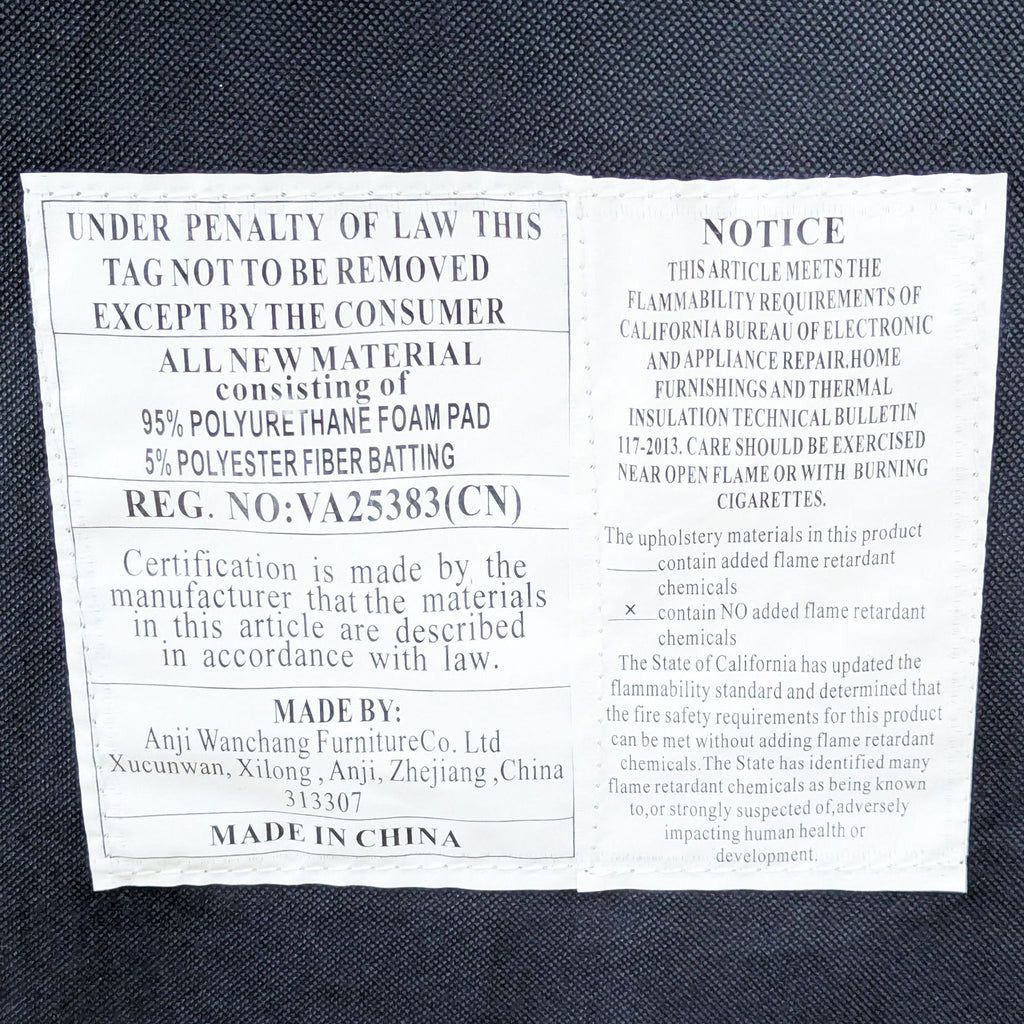 UNDER PENALTY OF LAW THIS
TAG NOT TO BE REMOVED
EXCEPT BY THE CONSUMER
ALL NEW MATERIAL
consisting of
95% POLYURETHANE FOAM PAD
5% POLYESTER FIBER BATTING
REG. NO:VA25383(CN)
Certification is made by the
manufacturer that the materials
in this article are described
in accordance with law.
MADE BY:
Anji Wanchang FurnitureCo. Ltd
Xucunwan, Xilong , Anji, Zhejiang ,China
313307
MADE IN CHINA
NOTICE
THIS ARTICLE MEETS THE
FLAMMABILITY REQUIREMENTS OF
CALIFORNIA BUREAU OF ELECTRONIC
AND APPLIANCE REPAIR.HOME
FURNISHINGS AND THERMAL
INSULATION TECHNICAL BULLETIN
117-2013. CARE SHOULD BE EXERCISED
NEAR OPEN FLAME OR WITH BURNING
CIGARETTES.
The upholstery materials in this product
_____contain added flame retardant
chemicals
__x__contain NO added flame retardant
chemicals
The State of California has updated the
flammability standard and determined that
the fire safety requirements for this product
can be met without adding flame retardant
chemicals.The State has identified many
flame retardant chemicals as being known
to,or strongly suspected of,adversely
impacting human health or
development.